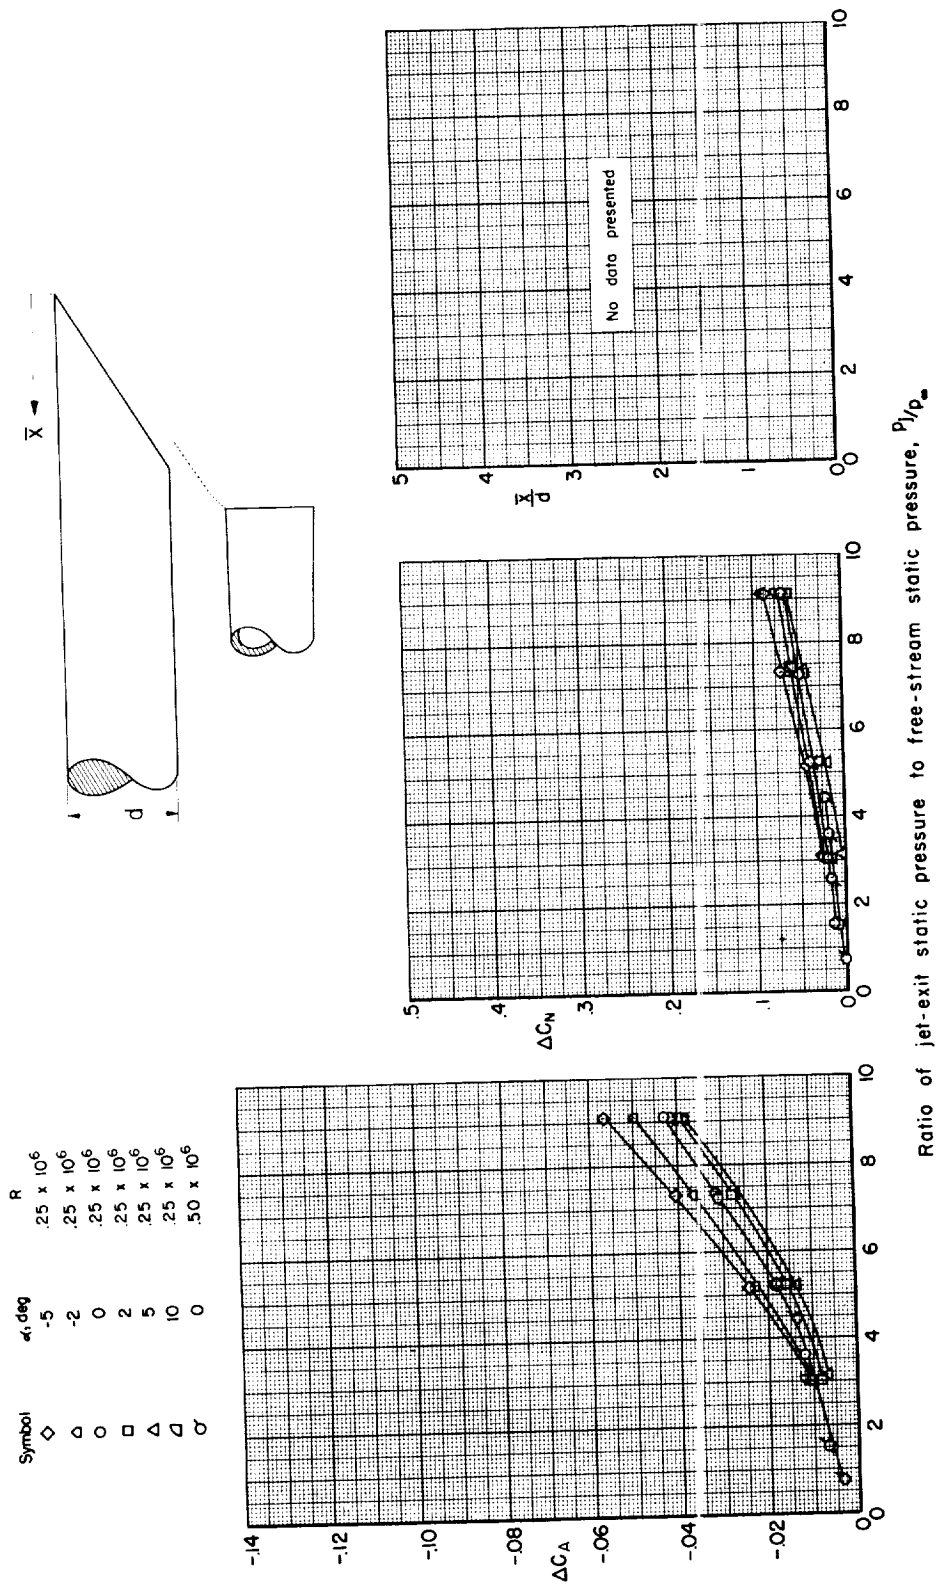 Symbol α, deg R
◇ -5 .25 x 10⁶
△ -2 .25 x 10⁶
○ 0 .25 x 10⁶
□ 2 .25 x 10⁶
△ 5 .25 x 10⁶
10 .25 x 10⁶
0 .50 x 10⁶
x̄
d
-.14
-.12
-.10
-.08
ΔC_A
-.06
-.04
-.02
0
0 2 4 6 8 10
.5
.4
ΔC_N
.3
.2
.1
0
0 2 4 6 8 10
5
4
x̄/d
3
2
1
0
0 2 4 6 8 10
No data presented
Ratio of jet-exit static pressure to free-stream static pressure, p_j/p_∞